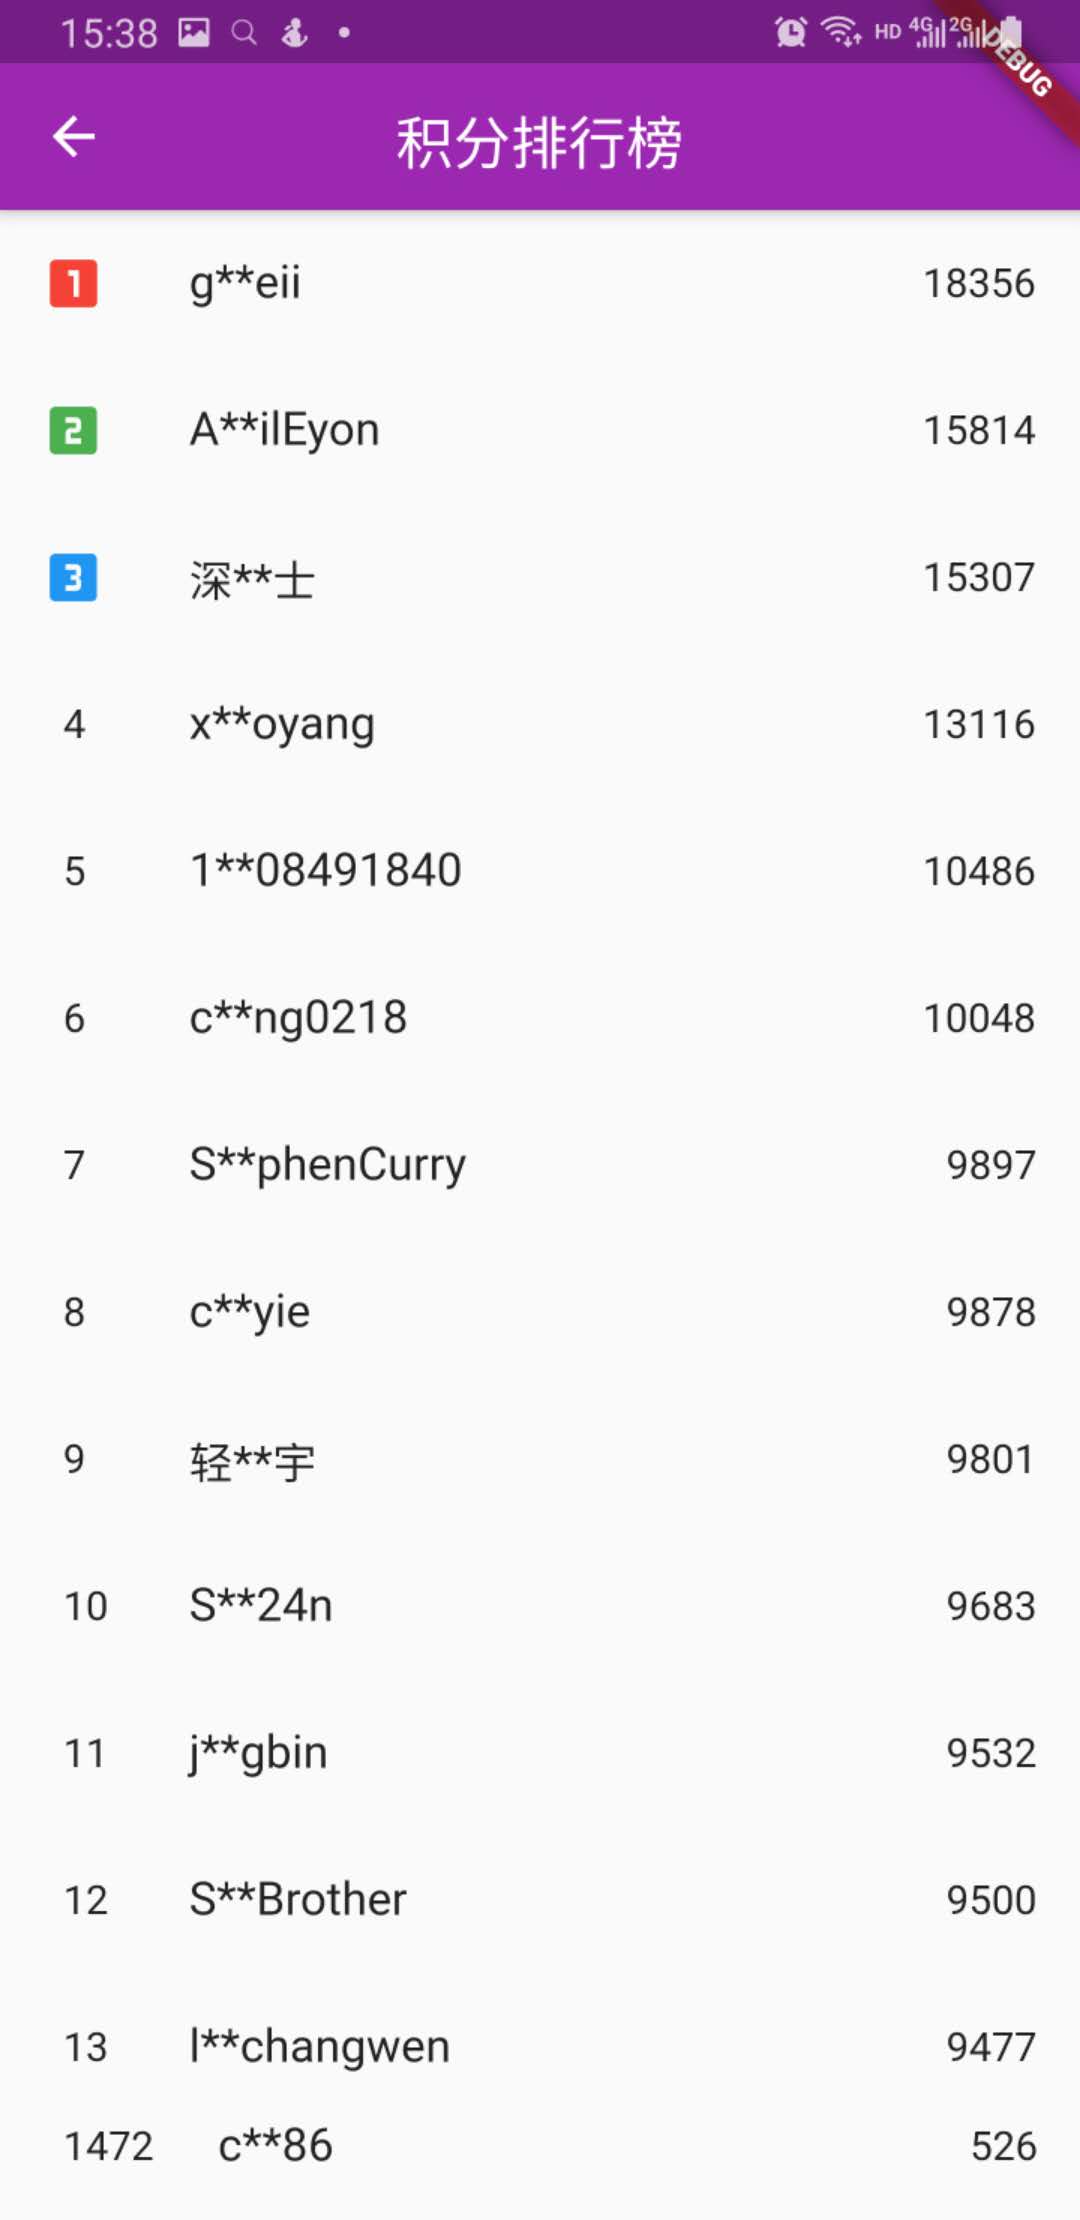 15:38 HD 4G 2G
DEBUG
积分排行榜
1 g**eii 18356
2 A**ilEyon 15814
3 深**士 15307
4 x**oyang 13116
5 1**08491840 10486
6 c**ng0218 10048
7 S**phenCurry 9897
8 c**yie 9878
9 轻**宇 9801
10 S**24n 9683
11 j**gbin 9532
12 S**Brother 9500
13 l**changwen 9477
1472 c**86 526